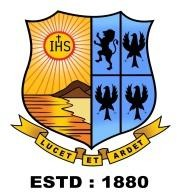 IHS
LUCET ET ARDET
ESTD : 1880